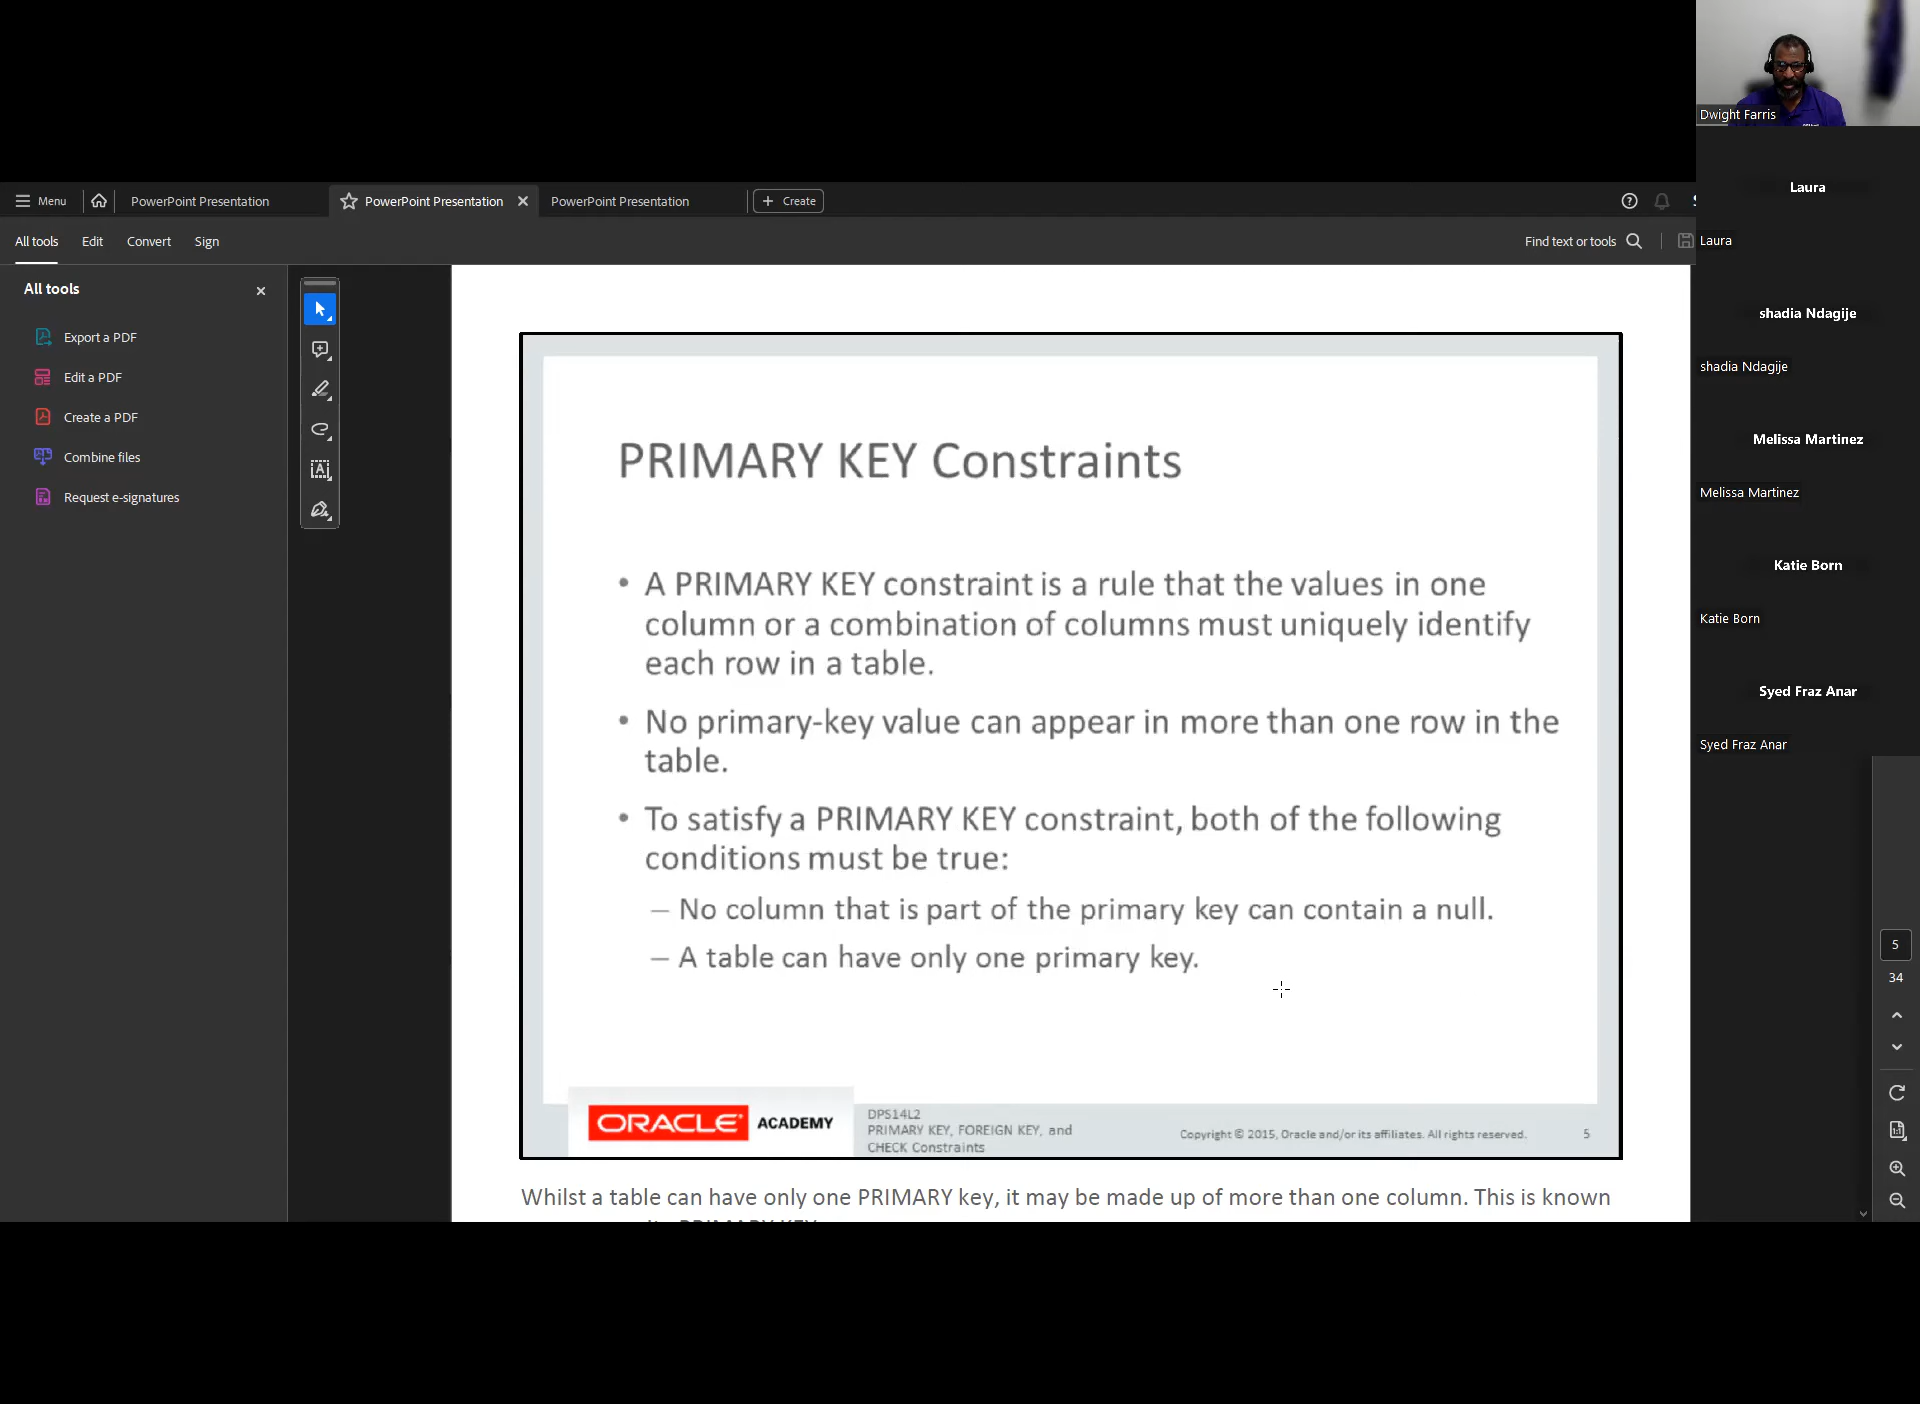 Dwight Farris
Laura
Laura
shadia Ndagije
shadia Ndagije
Melissa Martinez
Melissa Martinez
Katie Born
Katie Born
Syed Fraz Anar
Syed Fraz Anar
Menu
PowerPoint Presentation
PowerPoint Presentation
PowerPoint Presentation
Create
All tools
Edit
Convert
Sign
Find text or tools
All tools
Export a PDF
Edit a PDF
Create a PDF
Combine files
Request e-signatures
PRIMARY KEY Constraints
• A PRIMARY KEY constraint is a rule that the values in one
column or a combination of columns must uniquely identify
each row in a table.
• No primary-key value can appear in more than one row in the
table.
• To satisfy a PRIMARY KEY constraint, both of the following
conditions must be true:
– No column that is part of the primary key can contain a null.
– A table can have only one primary key.
ORACLE ACADEMY
DPS14L2
PRIMARY KEY, FOREIGN KEY, and
CHECK Constraints
Copyright © 2015, Oracle and/or its affiliates. All rights reserved.
5
Whilst a table can have only one PRIMARY key, it may be made up of more than one column. This is known
5
34